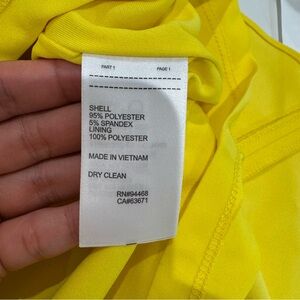 PART 1 PAGE 1
SHELL
95% POLYESTER
5% SPANDEX
LINING
100% POLYESTER
MADE IN VIETNAM
DRY CLEAN
RN#94468
CA#63671